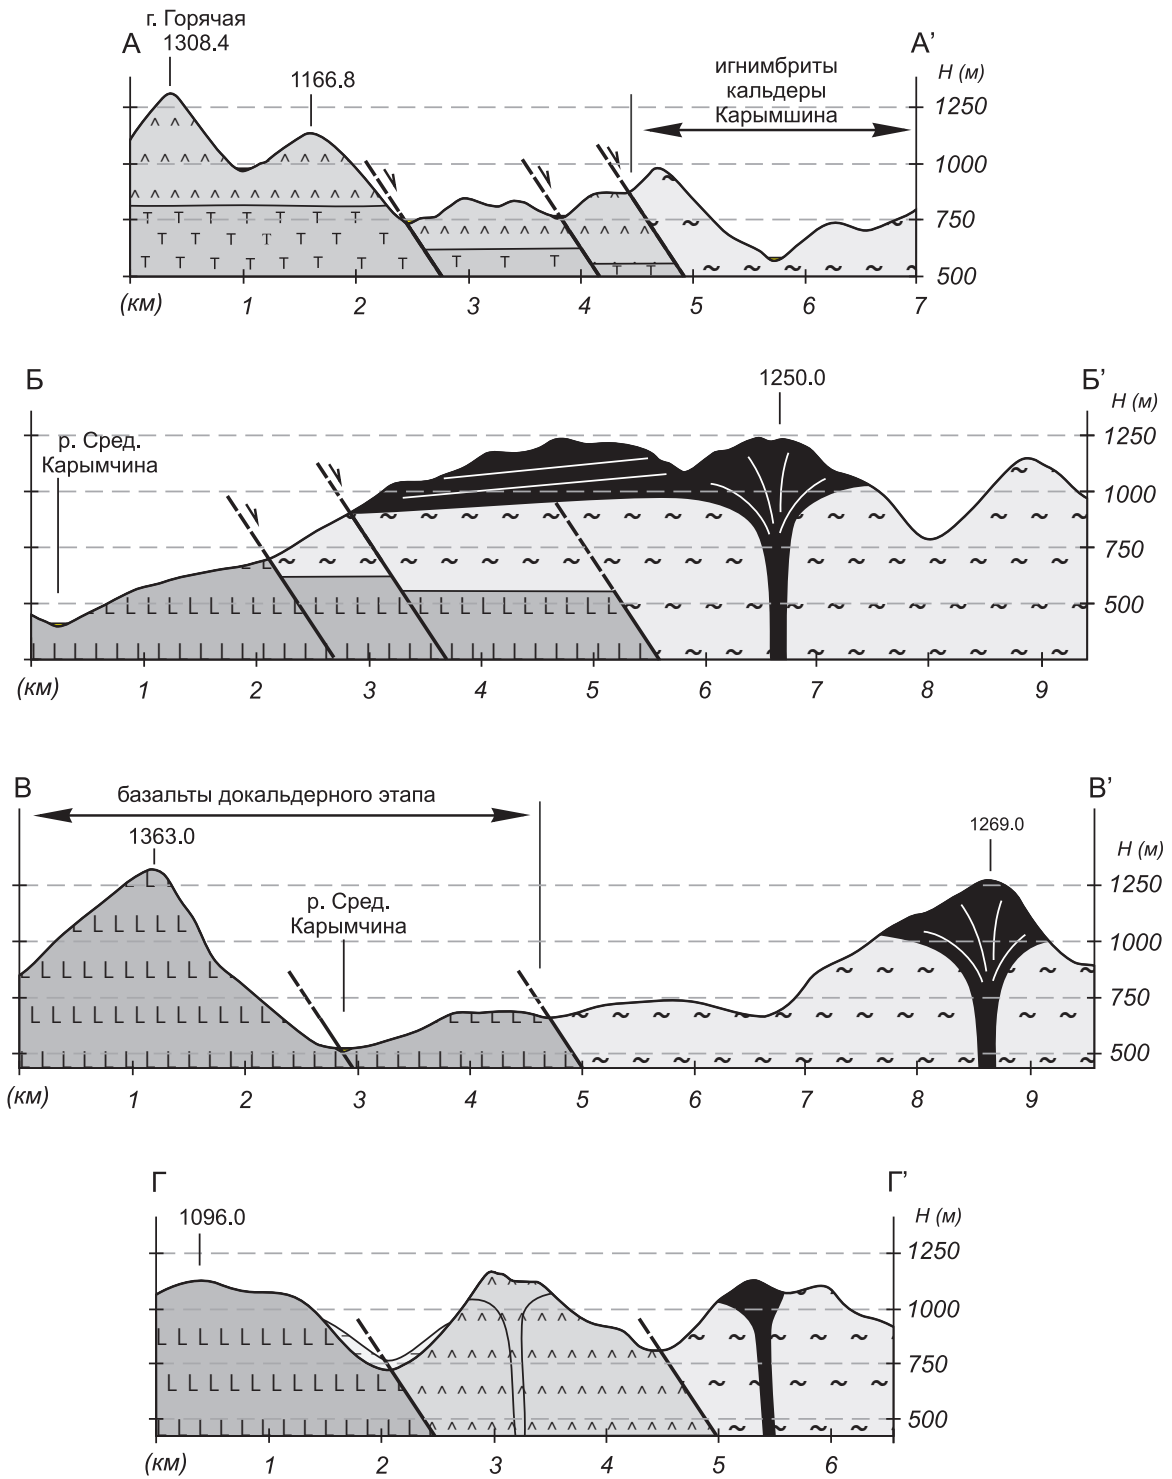 г. Горячая
А
1308.4
А'
1166.8
игнимбриты
кальдеры
Карымшина
Н (м)
1250
1000
750
500
(км)
1
2
3
4
5
6
7
Б
1250.0
Б'
Н (м)
р. Сред.
Карымчина
1250
1000
750
500
(км)
1
2
3
4
5
6
7
8
9
В
базальты докальдерного этапа
В'
1363.0
1269.0
Н (м)
р. Сред.
Карымчина
1250
1000
750
500
(км)
1
2
3
4
5
6
7
8
9
Г
Г'
1096.0
Н (м)
1250
1000
750
500
(км)
1
2
3
4
5
6